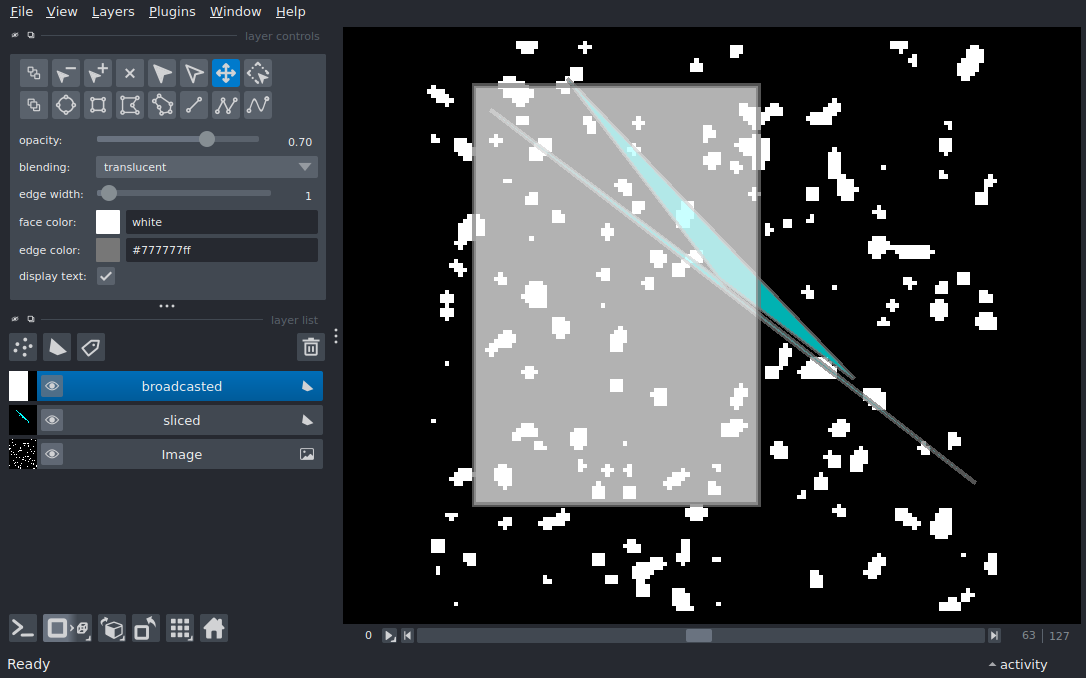 File View Layers Plugins Window Help
layer controls
opacity: 0.70
blending: translucent
edge width: 1
face color: white
edge color: #777777ff
display text:
layer list
broadcasted
sliced
Image
0 63 127
Ready activity